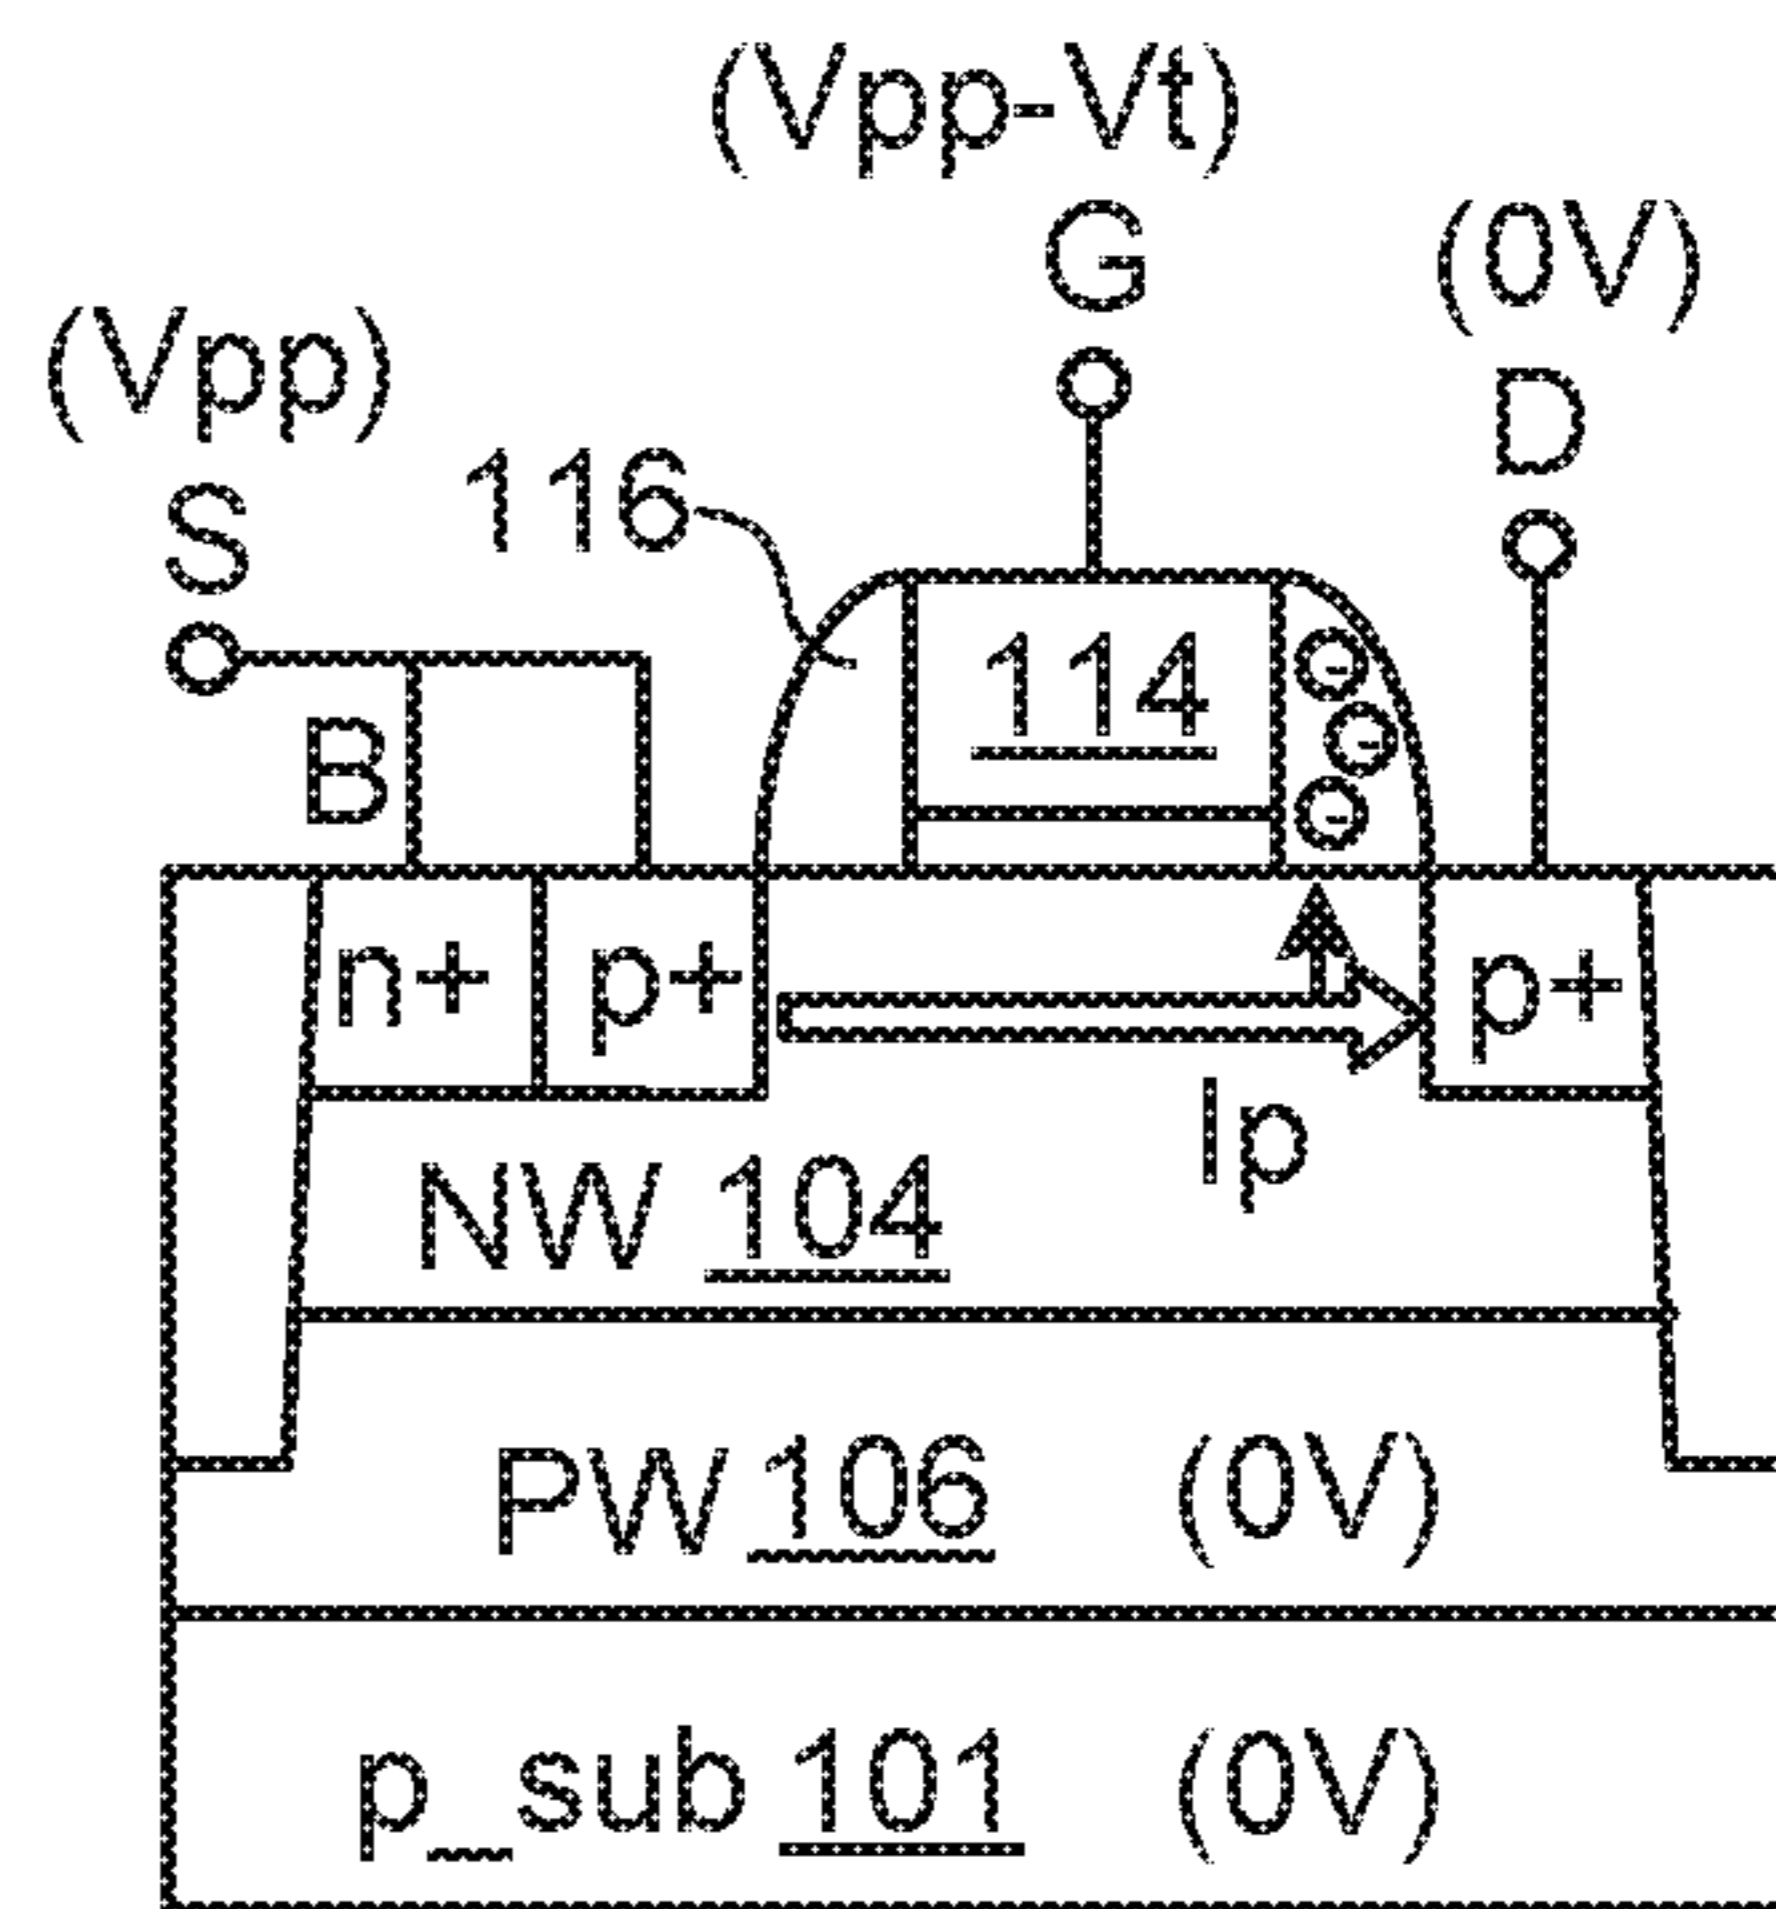 (Vpp-Vt)
G
(0V)
D
(Vpp)
S
116
B
114
- - -
n+ p+ p+
Ip
NW 104
PW 106 (0V)
p_sub 101 (0V)